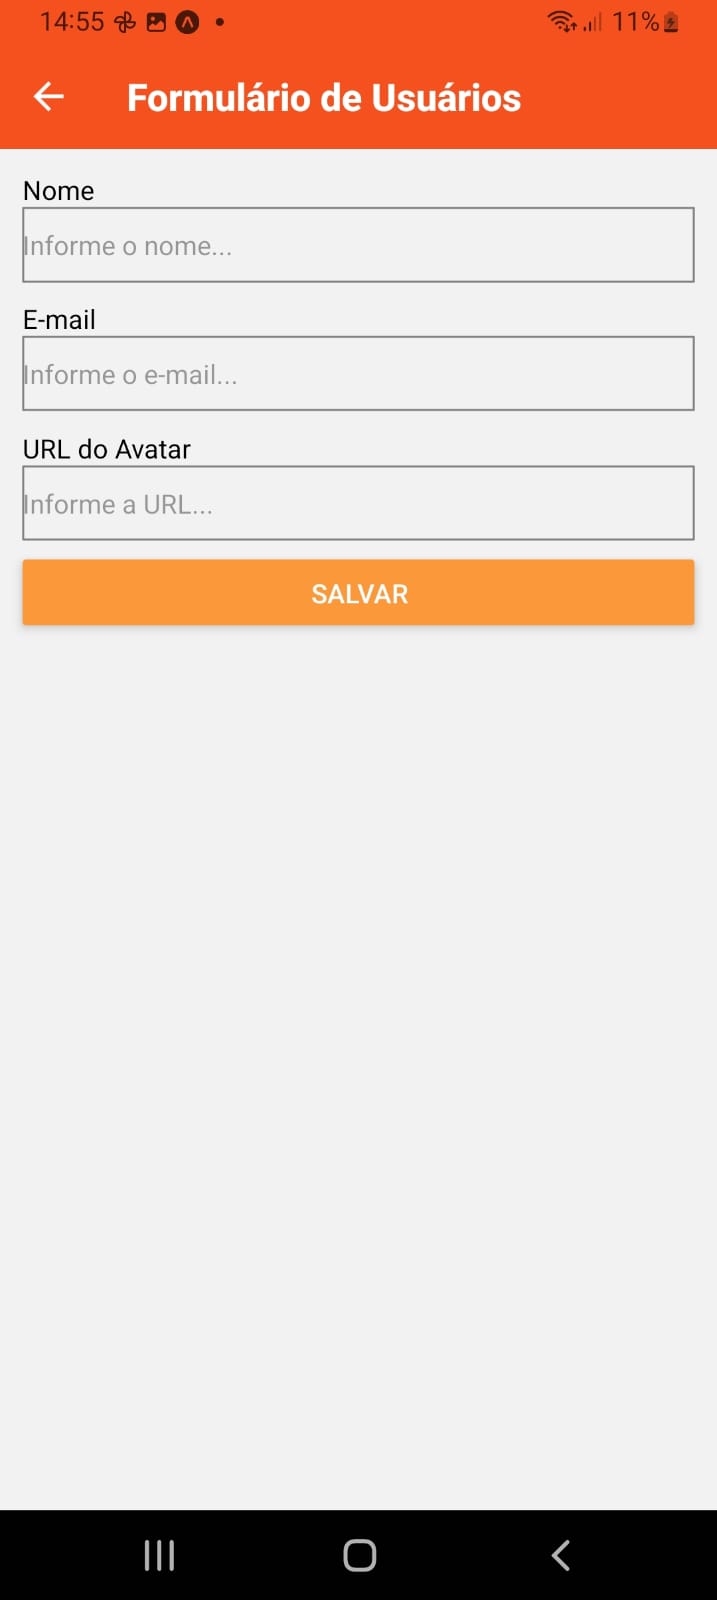 14:55 11%
Formulário de Usuários
Nome
Informe o nome...
E-mail
Informe o e-mail...
URL do Avatar
Informe a URL...
SALVAR